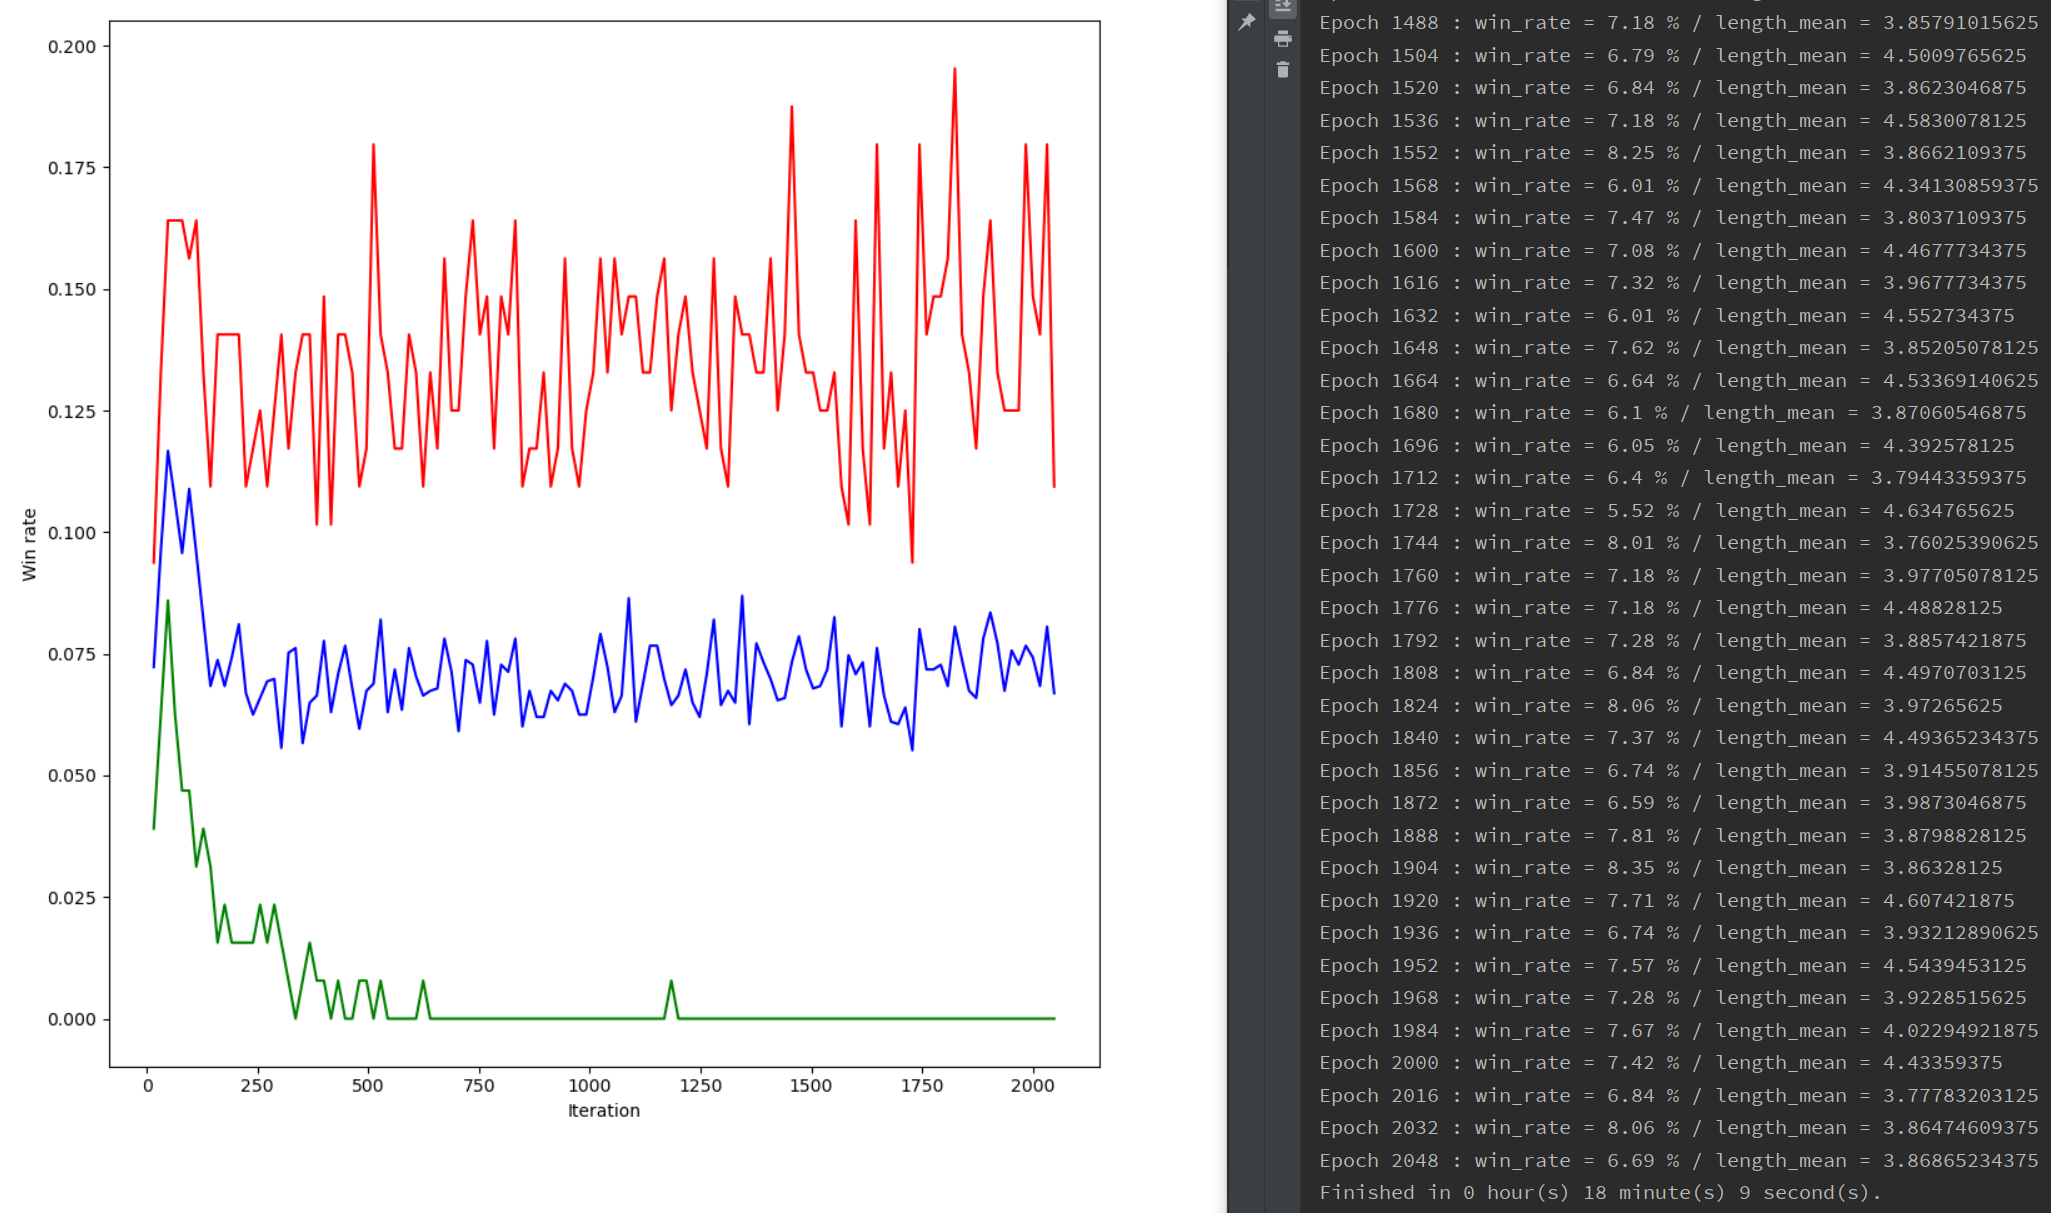 0.200
0.175
0.150
0.125
0.100
0.075
0.050
0.025
0.000
Win rate
0 250 500 750 1000 1250 1500 1750 2000
Iteration
Epoch 1488 : win_rate = 7.18 % / length_mean = 3.85791015625
Epoch 1504 : win_rate = 6.79 % / length_mean = 4.5009765625
Epoch 1520 : win_rate = 6.84 % / length_mean = 3.8623046875
Epoch 1536 : win_rate = 7.18 % / length_mean = 4.5830078125
Epoch 1552 : win_rate = 8.25 % / length_mean = 3.8662109375
Epoch 1568 : win_rate = 6.01 % / length_mean = 4.34130859375
Epoch 1584 : win_rate = 7.47 % / length_mean = 3.8037109375
Epoch 1600 : win_rate = 7.08 % / length_mean = 4.4677734375
Epoch 1616 : win_rate = 7.32 % / length_mean = 3.9677734375
Epoch 1632 : win_rate = 6.01 % / length_mean = 4.552734375
Epoch 1648 : win_rate = 7.62 % / length_mean = 3.85205078125
Epoch 1664 : win_rate = 6.64 % / length_mean = 4.53369140625
Epoch 1680 : win_rate = 6.1 % / length_mean = 3.87060546875
Epoch 1696 : win_rate = 6.05 % / length_mean = 4.392578125
Epoch 1712 : win_rate = 6.4 % / length_mean = 3.79443359375
Epoch 1728 : win_rate = 5.52 % / length_mean = 4.634765625
Epoch 1744 : win_rate = 8.01 % / length_mean = 3.76025390625
Epoch 1760 : win_rate = 7.18 % / length_mean = 3.97705078125
Epoch 1776 : win_rate = 7.18 % / length_mean = 4.48828125
Epoch 1792 : win_rate = 7.28 % / length_mean = 3.8857421875
Epoch 1808 : win_rate = 6.84 % / length_mean = 4.4970703125
Epoch 1824 : win_rate = 8.06 % / length_mean = 3.97265625
Epoch 1840 : win_rate = 7.37 % / length_mean = 4.49365234375
Epoch 1856 : win_rate = 6.74 % / length_mean = 3.91455078125
Epoch 1872 : win_rate = 6.59 % / length_mean = 3.9873046875
Epoch 1888 : win_rate = 7.81 % / length_mean = 3.8798828125
Epoch 1904 : win_rate = 8.35 % / length_mean = 3.86328125
Epoch 1920 : win_rate = 7.71 % / length_mean = 4.607421875
Epoch 1936 : win_rate = 6.74 % / length_mean = 3.93212890625
Epoch 1952 : win_rate = 7.57 % / length_mean = 4.5439453125
Epoch 1968 : win_rate = 7.28 % / length_mean = 3.9228515625
Epoch 1984 : win_rate = 7.67 % / length_mean = 4.02294921875
Epoch 2000 : win_rate = 7.42 % / length_mean = 4.43359375
Epoch 2016 : win_rate = 6.84 % / length_mean = 3.77783203125
Epoch 2032 : win_rate = 8.06 % / length_mean = 3.86474609375
Epoch 2048 : win_rate = 6.69 % / length_mean = 3.86865234375
Finished in 0 hour(s) 18 minute(s) 9 second(s).